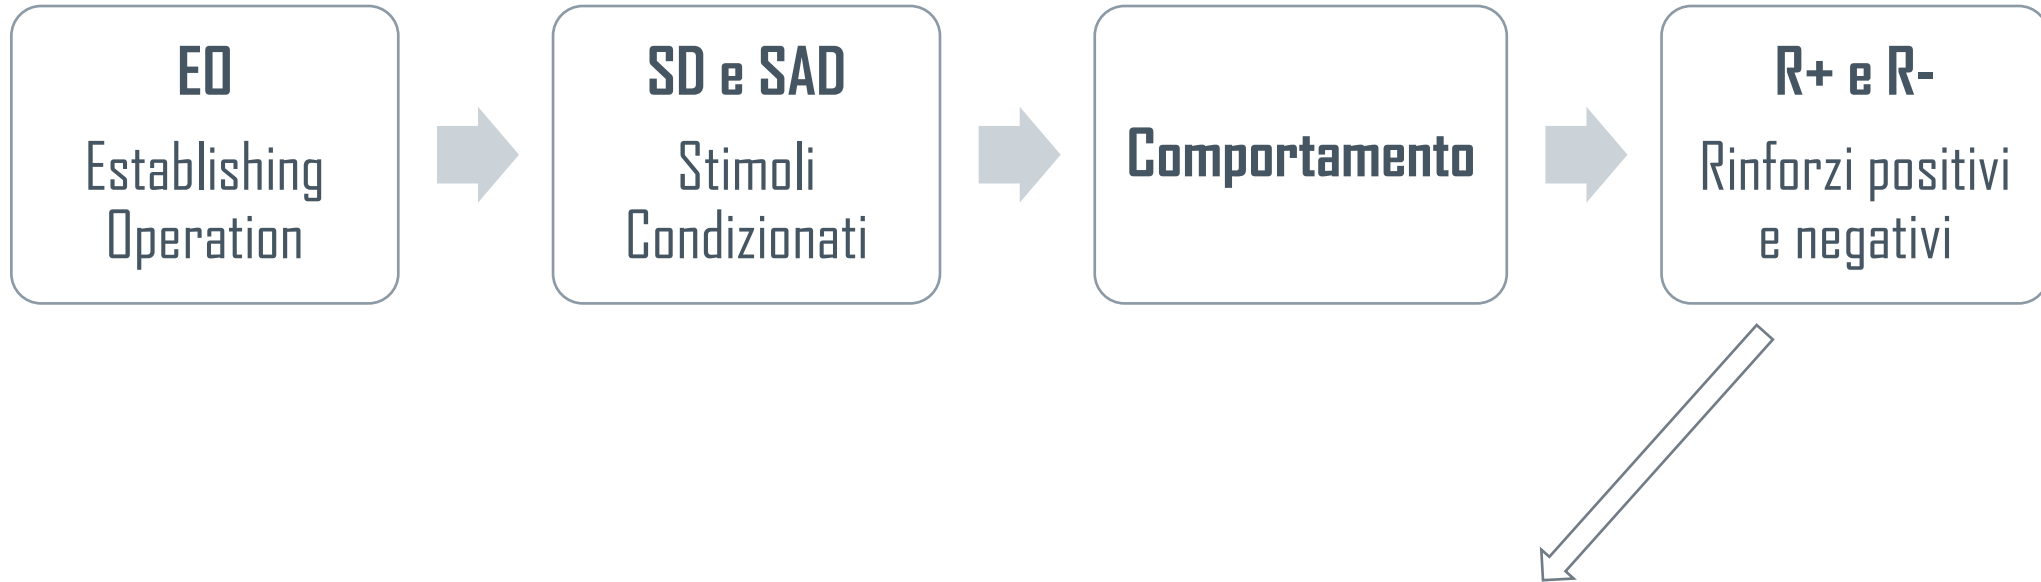 EO
Establishing
Operation
SD e SAD
Stimoli
Condizionati
Comportamento
R+ e R-
Rinforzi positivi
e negativi